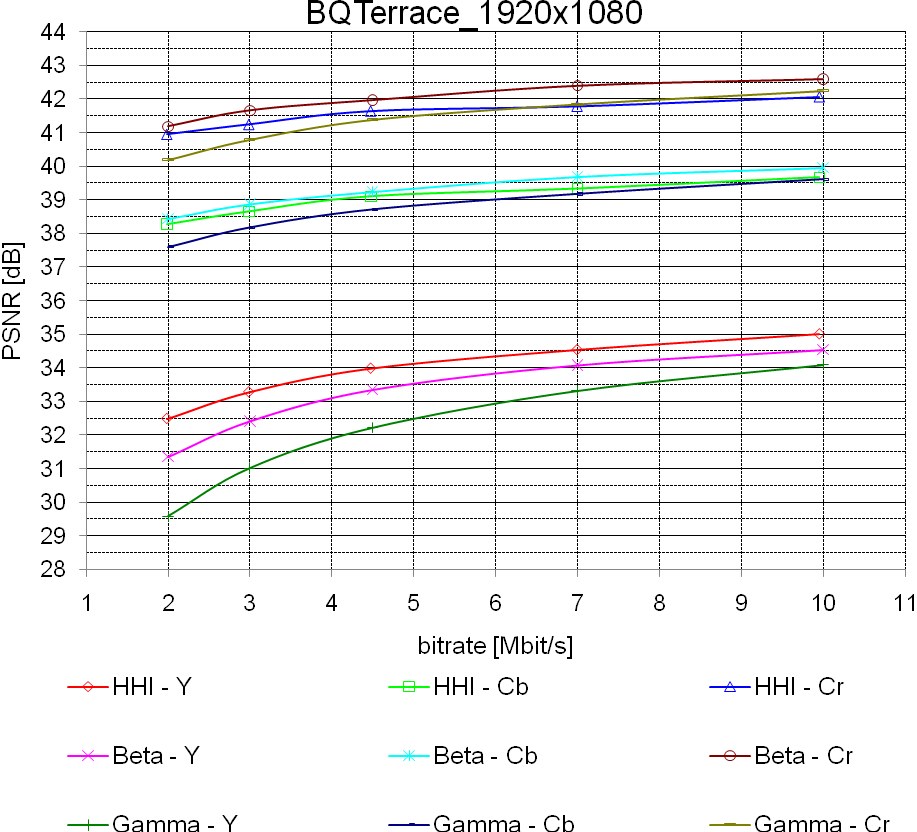 BQTerrace_1920x1080
44
43
42
41
40
39
38
37
36
35
34
33
32
31
30
29
28
PSNR [dB]
1 2 3 4 5 6 7 8 9 10 11
bitrate [Mbit/s]
HHI - Y HHI - Cb HHI - Cr
Beta - Y Beta - Cb Beta - Cr
Gamma - Y Gamma - Cb Gamma - Cr